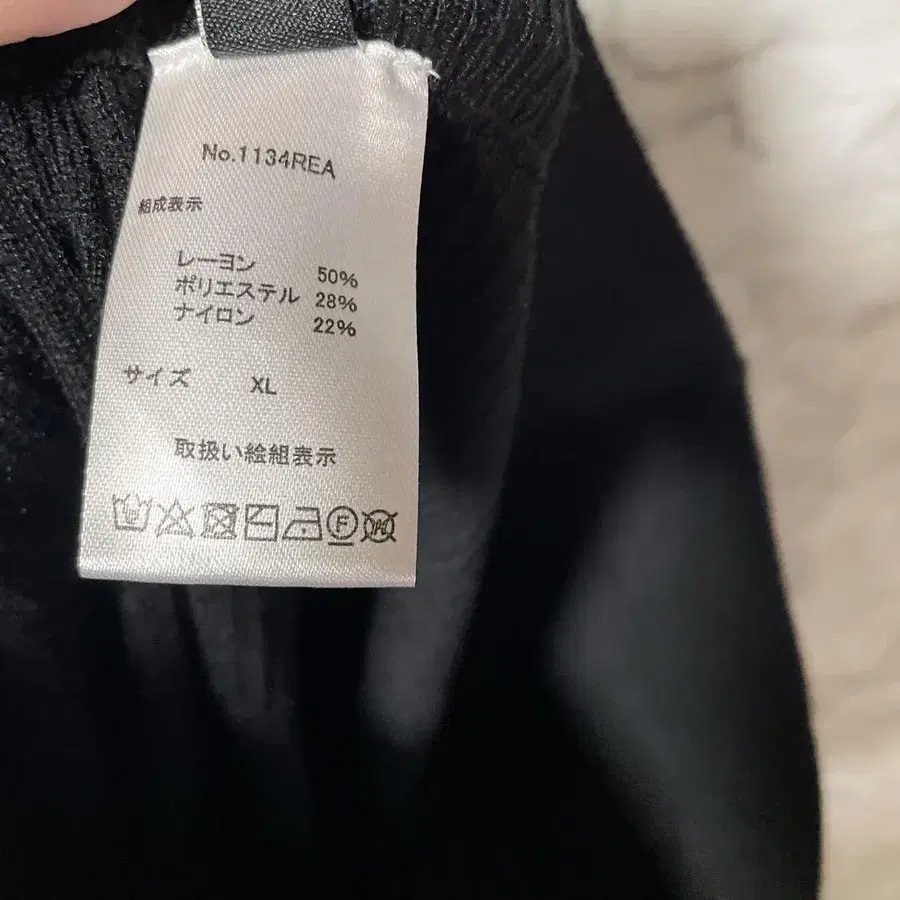 No.1134REA
組成表示
レーヨン 50%
ポリエステル 28%
ナイロン 22%
サイズ XL
取扱い絵組表示
F